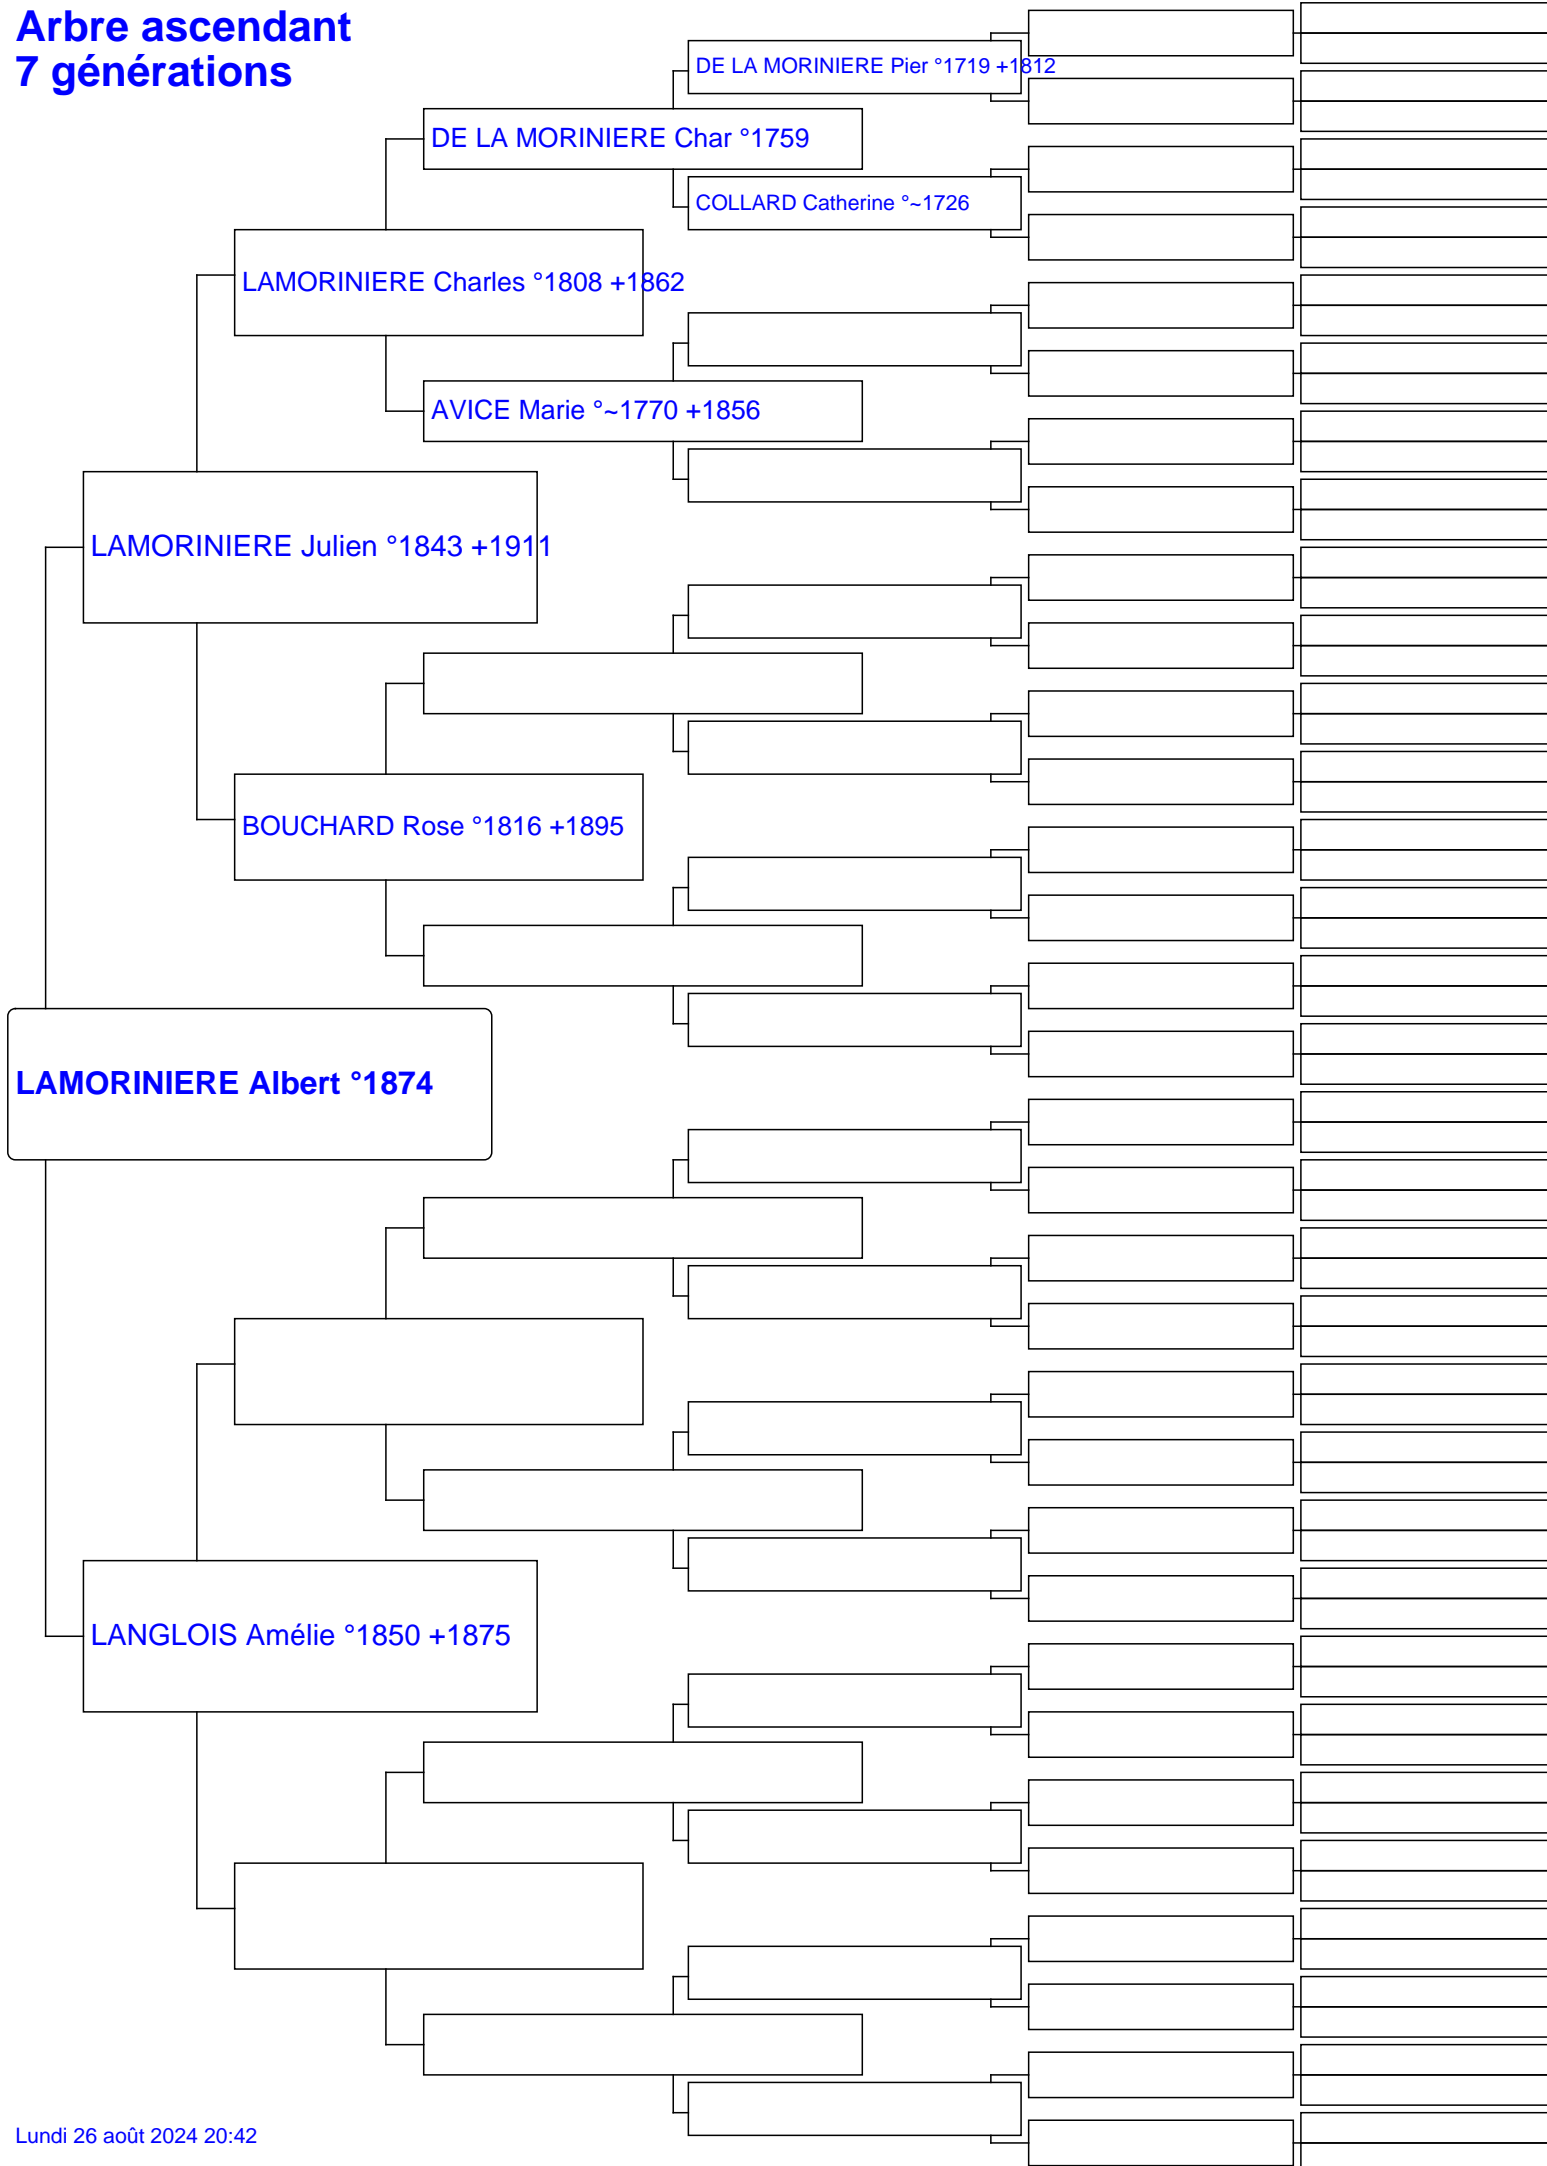 Arbre ascendant
7 générations
DE LA MORINIERE Pier °1719 +1812
DE LA MORINIERE Char °1759
COLLARD Catherine °~1726
LAMORINIERE Charles °1808 +1862
AVICE Marie °~1770 +1856
LAMORINIERE Julien °1843 +1911
BOUCHARD Rose °1816 +1895
LAMORINIERE Albert °1874
LANGLOIS Amélie °1850 +1875
Lundi 26 août 2024 20:42